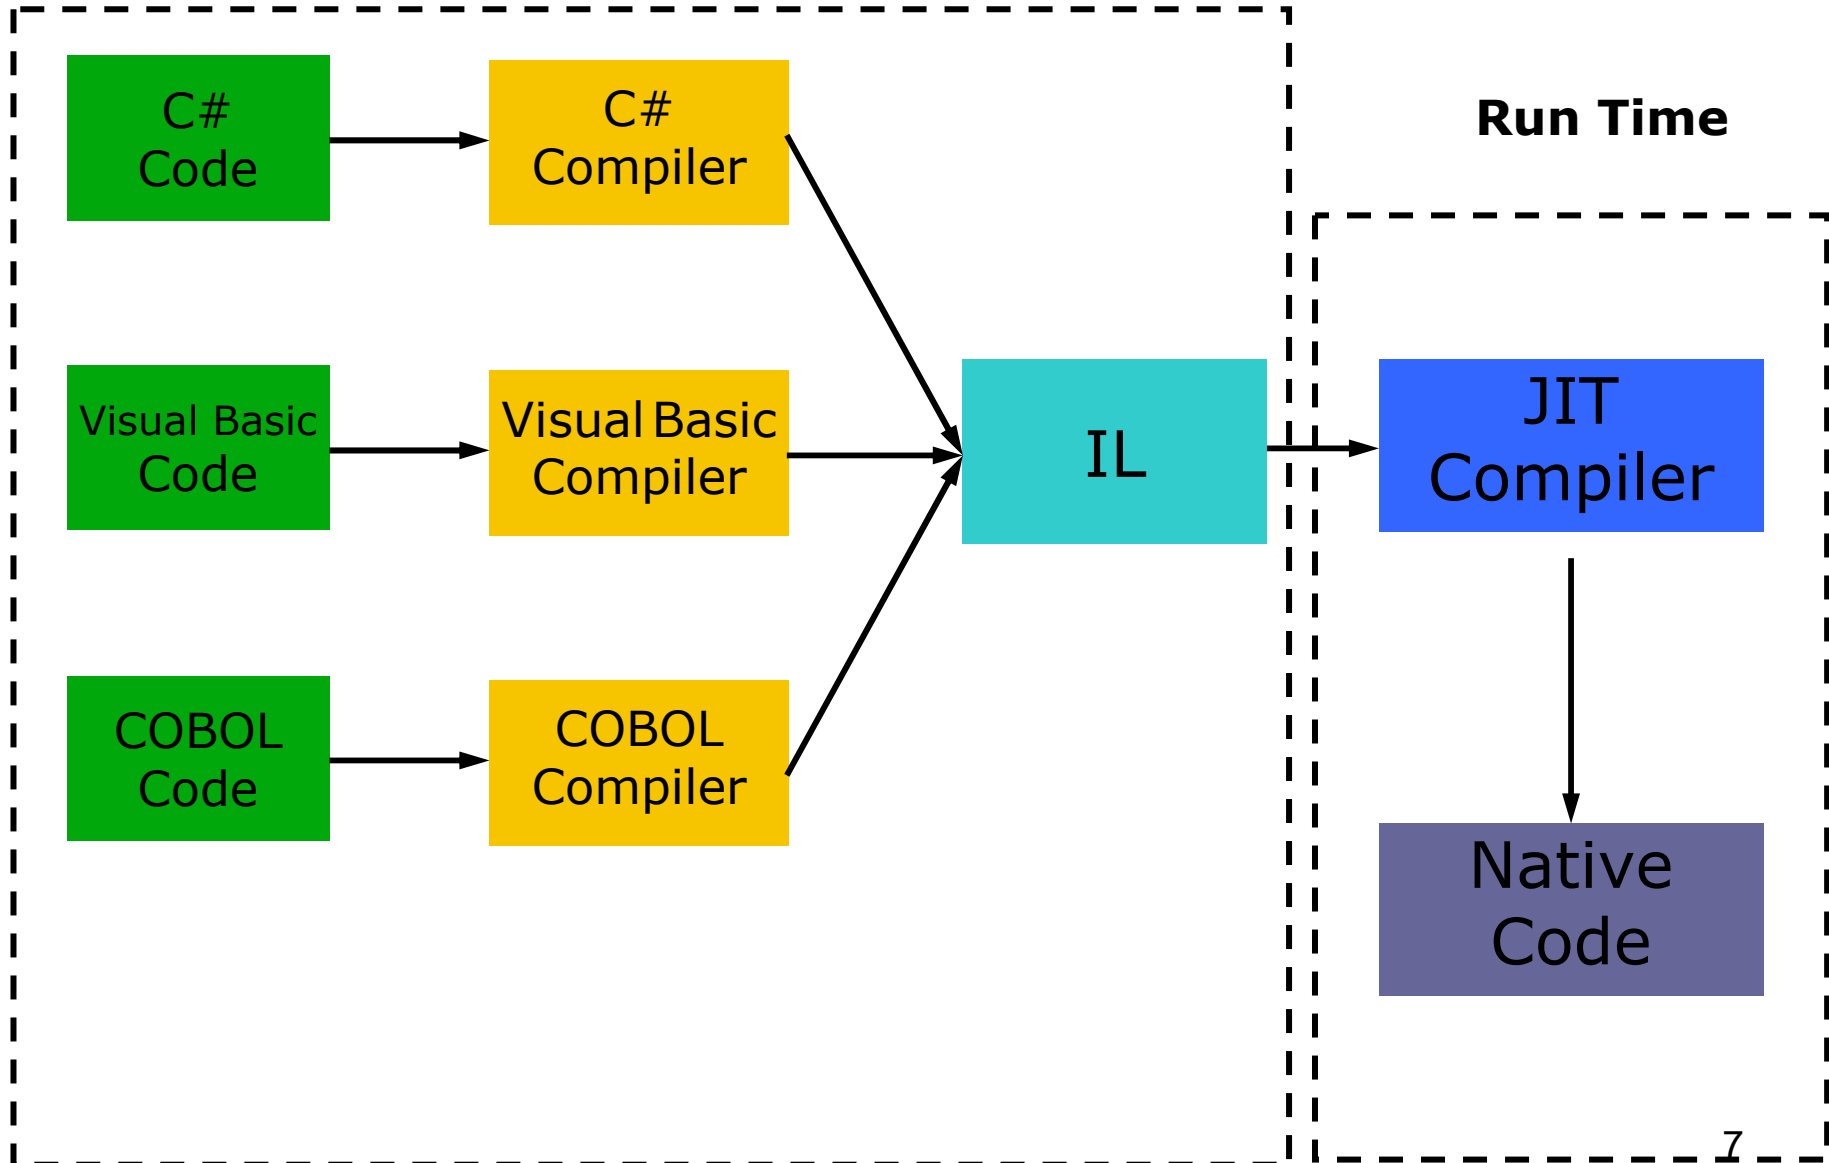 C#
Code
C#
Compiler
Run Time
Visual Basic
Code
Visual Basic
Compiler
IL
JIT
Compiler
COBOL
Code
COBOL
Compiler
Native
Code
7